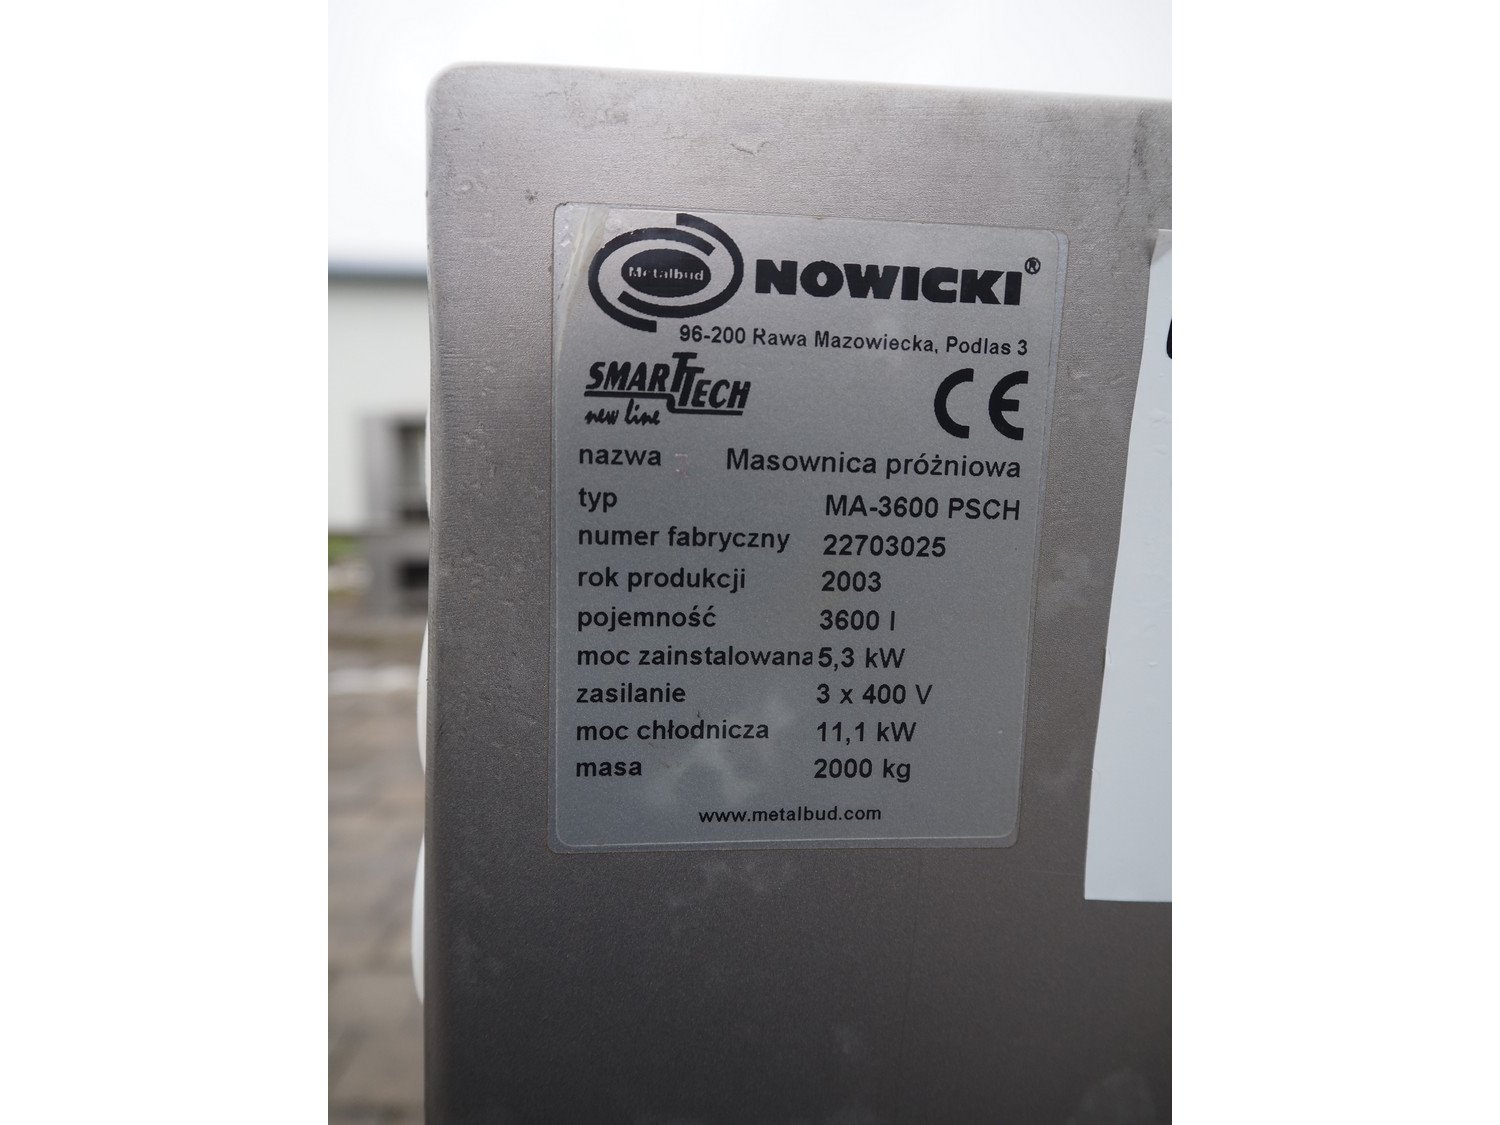 Metalbud NOWICKI®
96-200 Rawa Mazowiecka, Podlas 3
SMARTTECH
new line
CE
nazwa Masownica próżniowa
typ MA-3600 PSCH
numer fabryczny 22703025
rok produkcji 2003
pojemność 3600 l
moc zainstalowana 5,3 kW
zasilanie 3 x 400 V
moc chłodnicza 11,1 kW
masa 2000 kg
www.metalbud.com